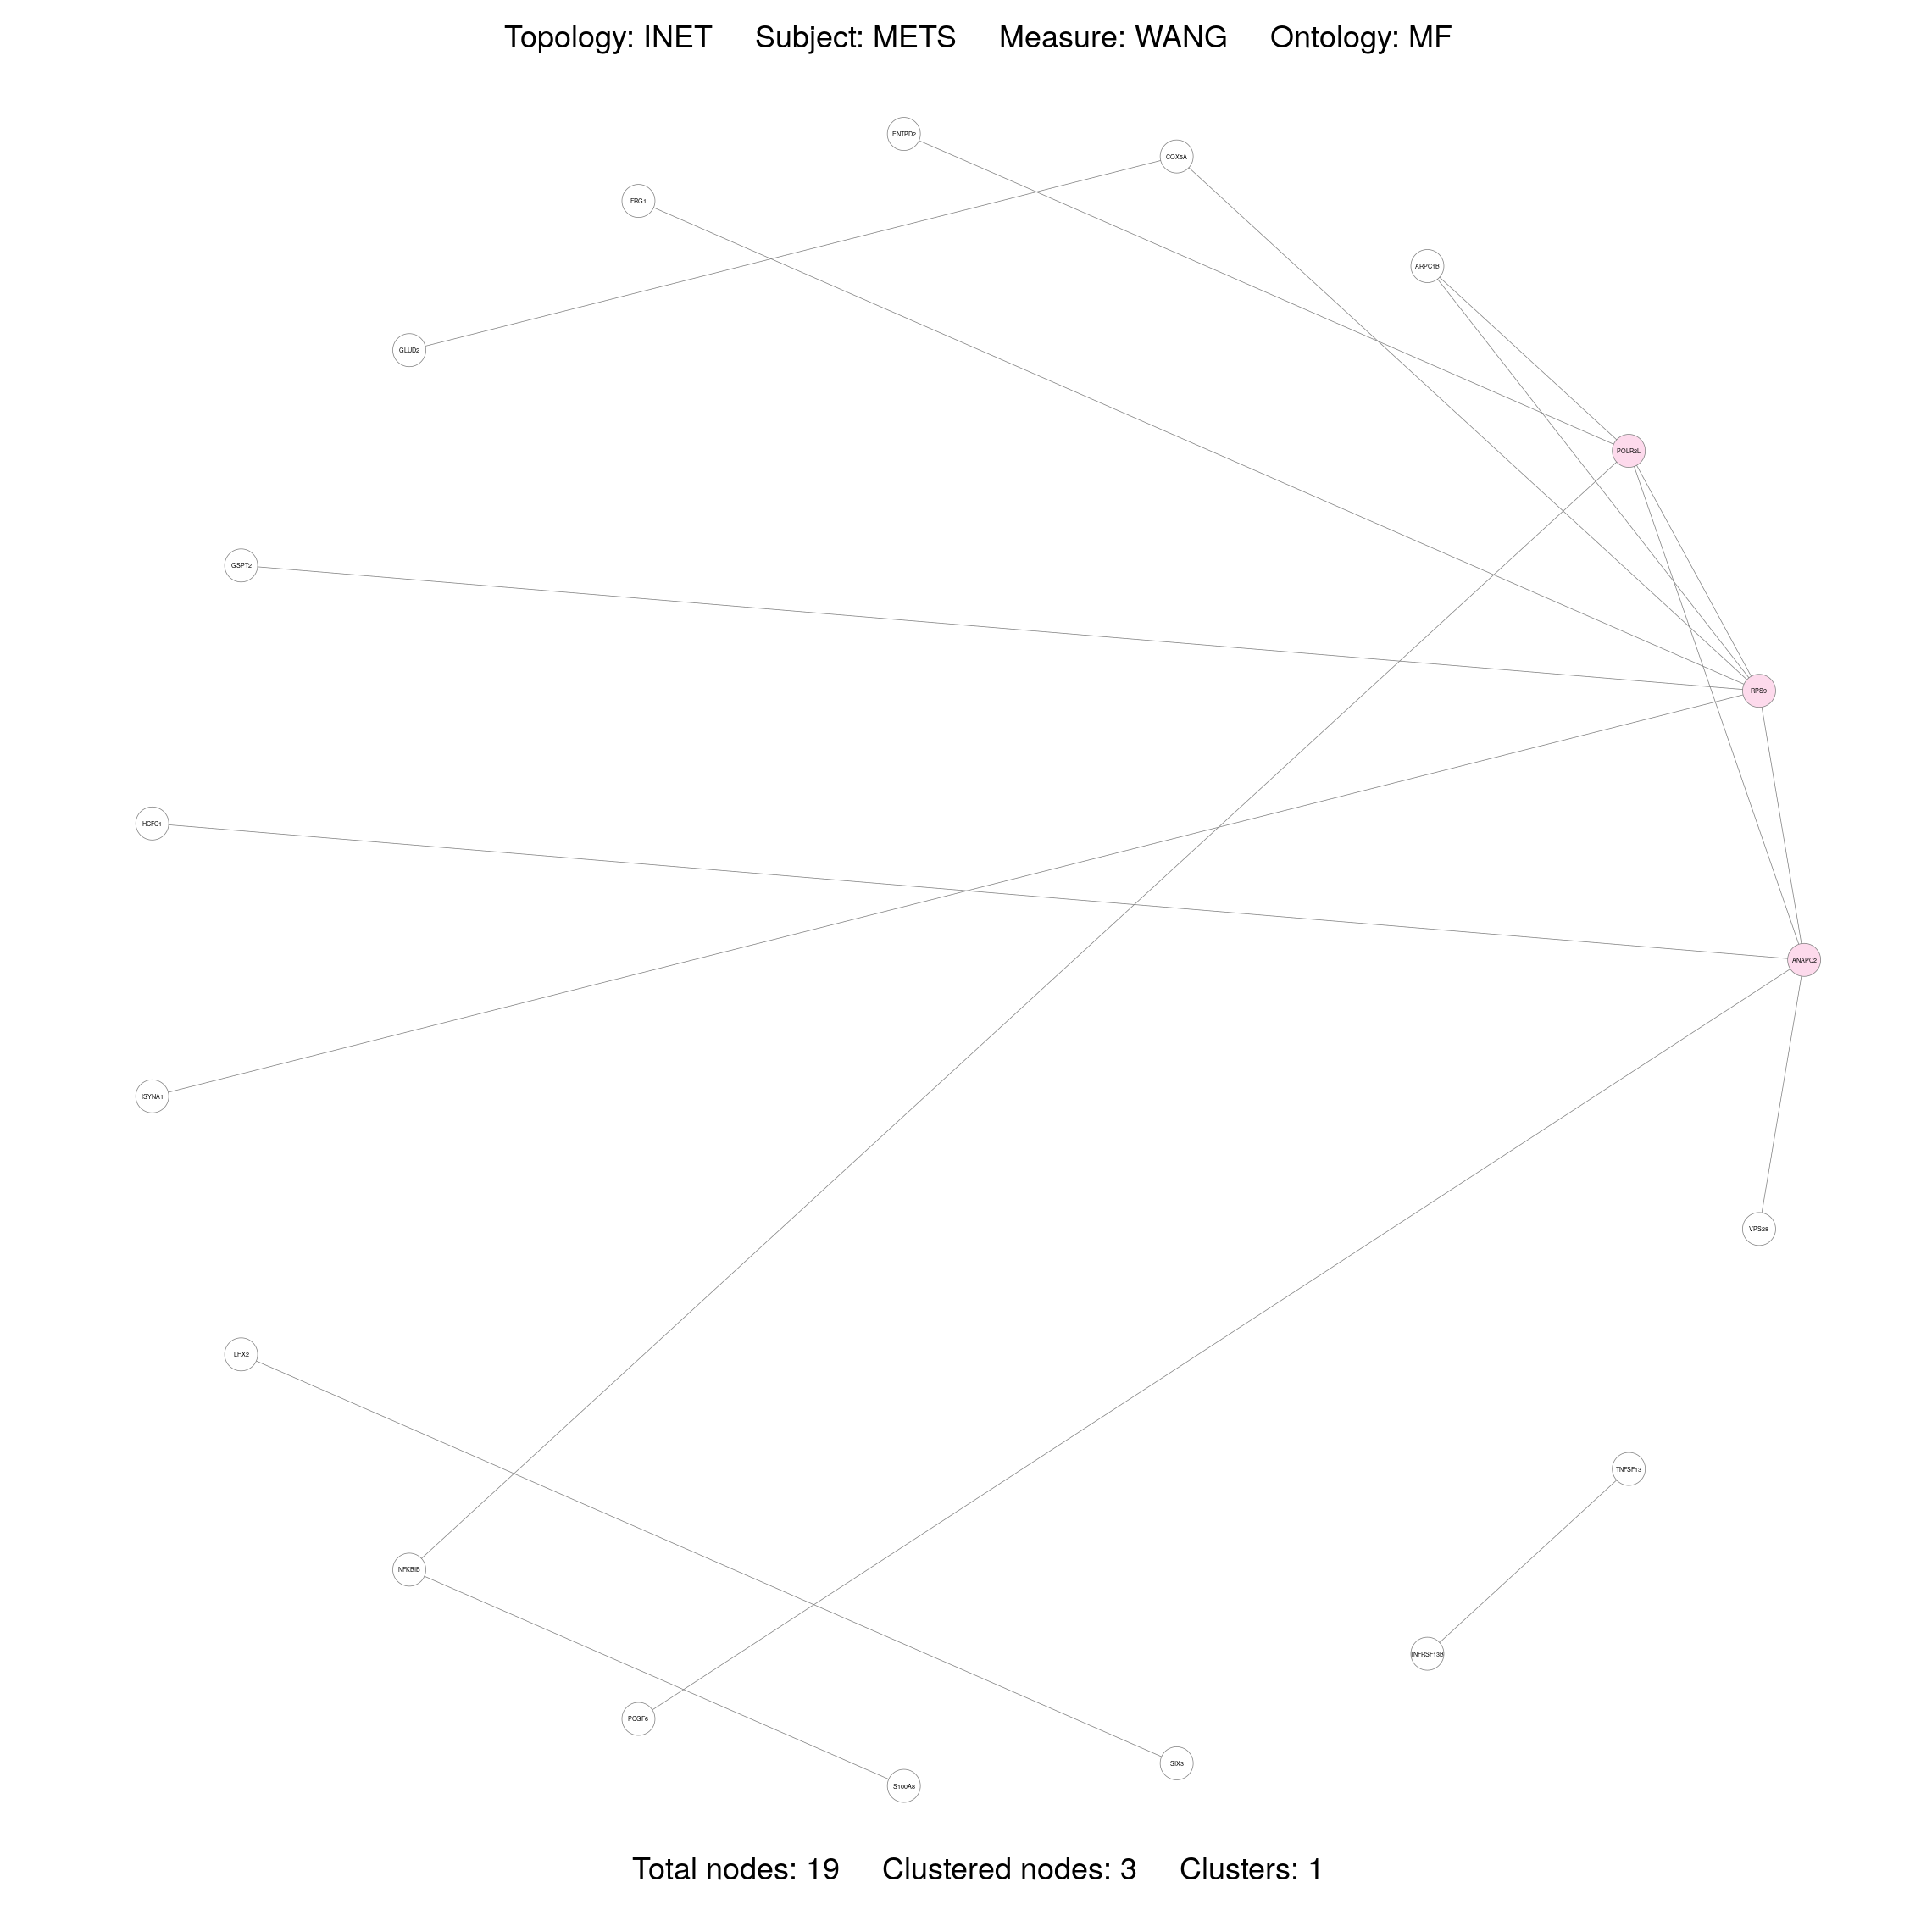 Topology: INET Subject: METS Measure: WANG Ontology: MF
ENTPD2
COX5A
FRG1
ARPC1B
GLUD2
POLR2L
GSPT2
RPS9
HCFC1
ANAPC2
ISYNA1
VPS28
LHX2
TNFSF13
NFKBIB
TNFRSF13B
PCGF6
SIX3
S100A8
Total nodes: 19 Clustered nodes: 3 Clusters: 1